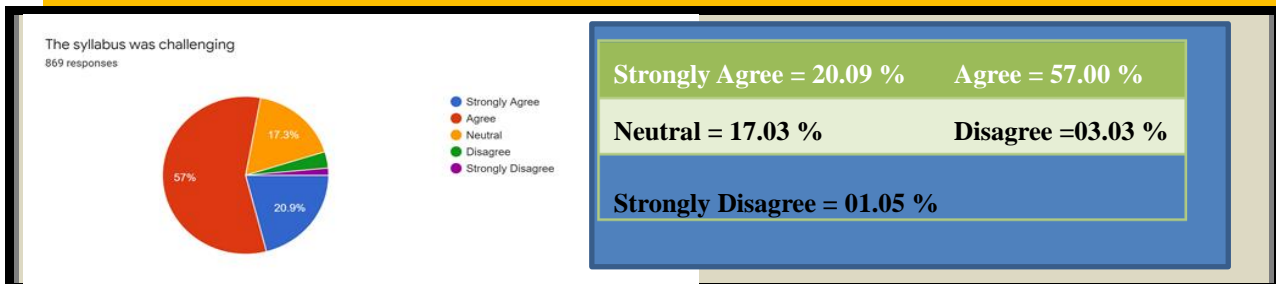 The syllabus was challenging
869 responses
17.3%
57%
20.9%
Strongly Agree
Agree
Neutral
Disagree
Strongly Disagree
Strongly Agree = 20.09 % Agree = 57.00 %
Neutral = 17.03 % Disagree =03.03 %
Strongly Disagree = 01.05 %